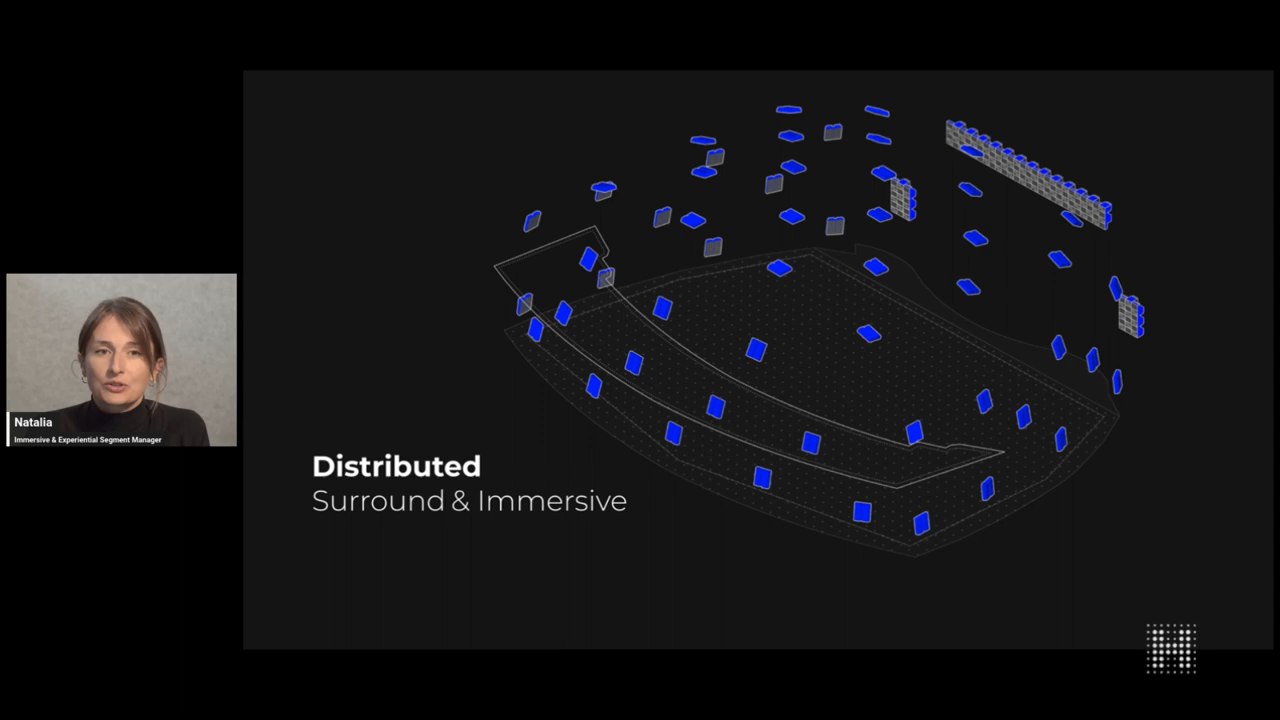 Natalia
Immersive & Experiential Segment Manager
Distributed
Surround & Immersive